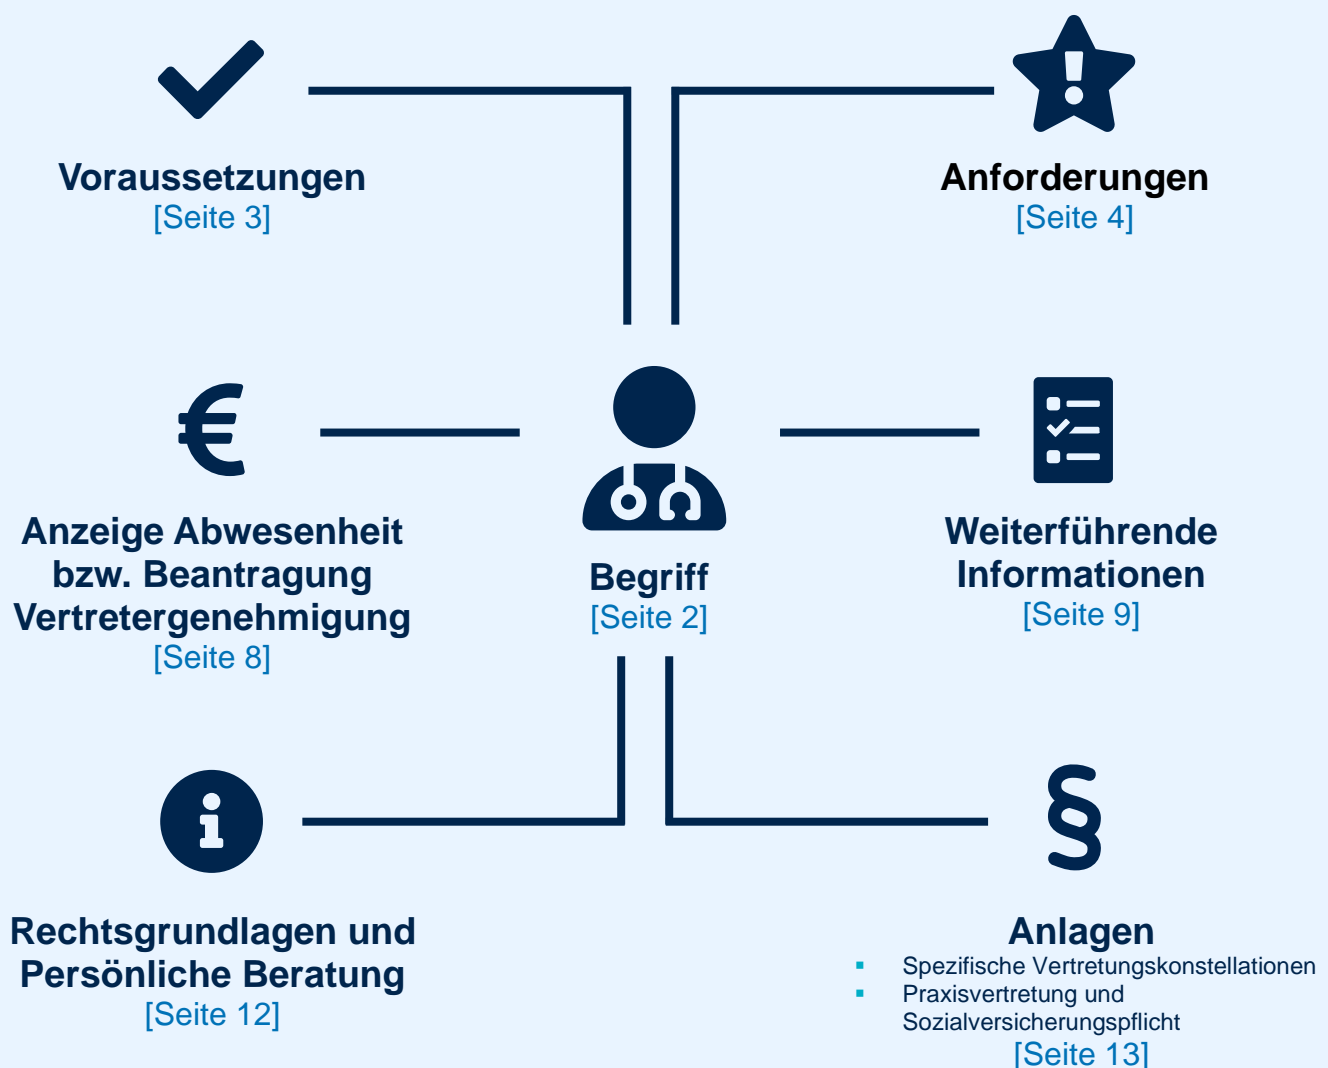 Voraussetzungen
[Seite 3]
Anforderungen
[Seite 4]
Anzeige Abwesenheit
bzw. Beantragung
Vertretergenehmigung
[Seite 8]
Begriff
[Seite 2]
Weiterführende
Informationen
[Seite 9]
Rechtsgrundlagen und
Persönliche Beratung
[Seite 12]
Anlagen
▪ Spezifische Vertretungskonstellationen
▪ Praxisvertretung und
Sozialversicherungspflicht
[Seite 13]